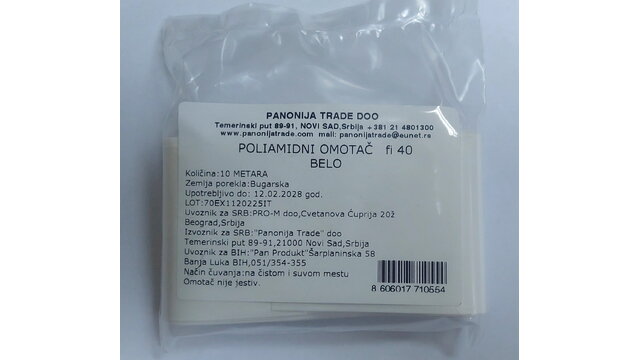 PANONIJA TRADE DOO
Temerinski put 89-91, NOVI SAD,Srbija +381 21 4801300
www.panonijatrade.com mail: panonijatrade@eunet.rs
POLIAMIDNI OMOTAČ fi 40
BELO
Količina:10 METARA
Zemlja porekla:Bugarska
Upotrebljivo do: 12.02.2028 god.
LOT:70EX1120225IT
Uvoznik za SRB:PRO-M doo,Cvetanova Ćuprija 20ž
Beograd,Srbija
Izvoznik za SRB:"Panonija Trade" doo
Temerinski put 89-91,21000 Novi Sad,Srbija
Uvoznik za BIH:"Pan Produkt"Šarplaninska 58
Banja Luka BIH,051/354-355
Način čuvanja:na čistom i suvom mestu
Omotač nije jestiv.
8 606017 710554